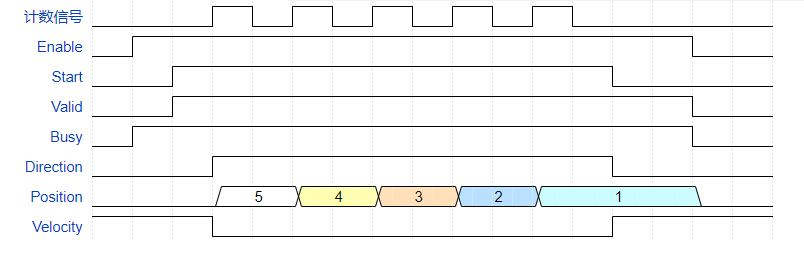 计数信号
Enable
Start
Valid
Busy
Direction
Position 5 4 3 2 1
Velocity